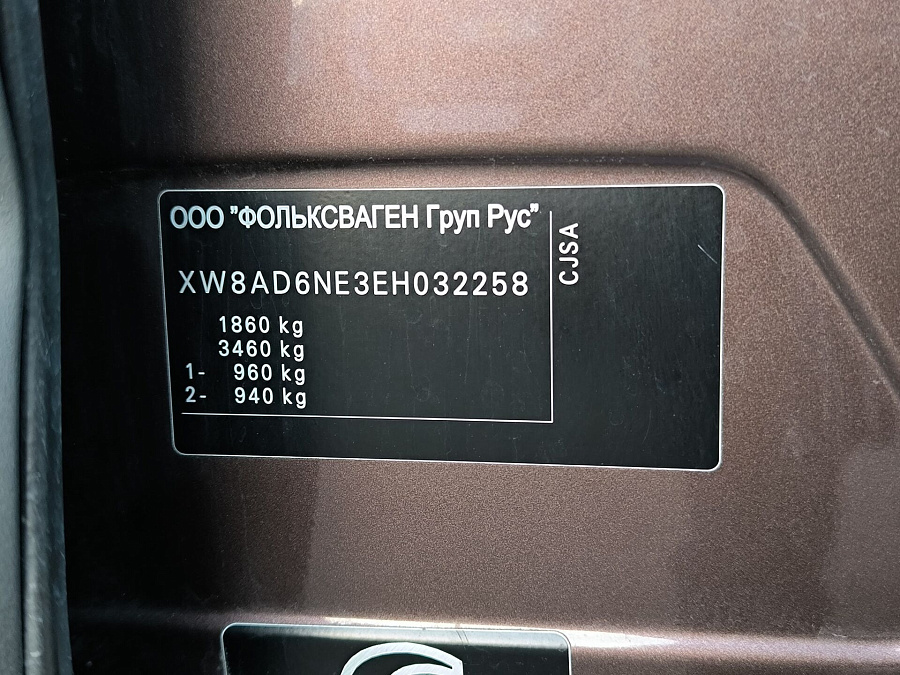 ООО "ФОЛЬКСВАГЕН Груп Рус"
XW8AD6NE3EH032258
1860 kg
3460 kg
1- 960 kg
2- 940 kg
CJSA